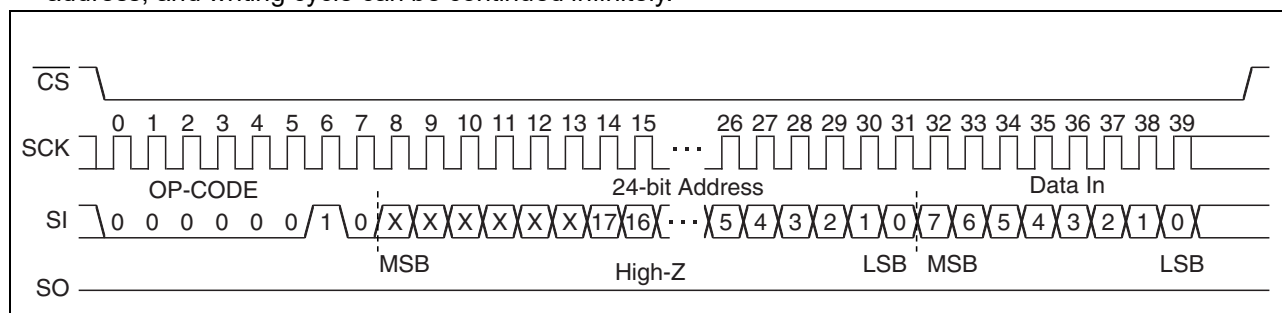 address, and writing cycle can be continued infinitely.
CS
0 1 2 3 4 5 6 7 8 9 10 11 12 13 14 15 26 27 28 29 30 31 32 33 34 35 36 37 38 39
SCK ···
OP-CODE 24-bit Address Data In
SI 0 0 0 0 0 0 1 0 X X X X X X 17 16 ··· 5 4 3 2 1 0 7 6 5 4 3 2 1 0
MSB High-Z LSB MSB LSB
SO